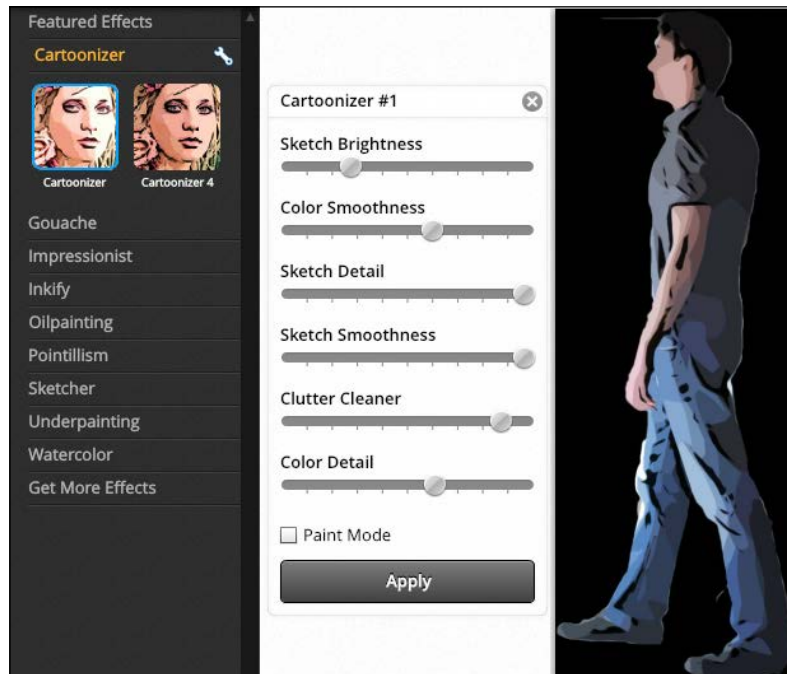 Featured Effects
Cartoonizer
Cartoonizer
Cartoonizer 4
Gouache
Impressionist
Inkify
Oilpainting
Pointillism
Sketcher
Underpainting
Watercolor
Get More Effects
Cartoonizer #1
Sketch Brightness
Color Smoothness
Sketch Detail
Sketch Smoothness
Clutter Cleaner
Color Detail
Paint Mode
Apply